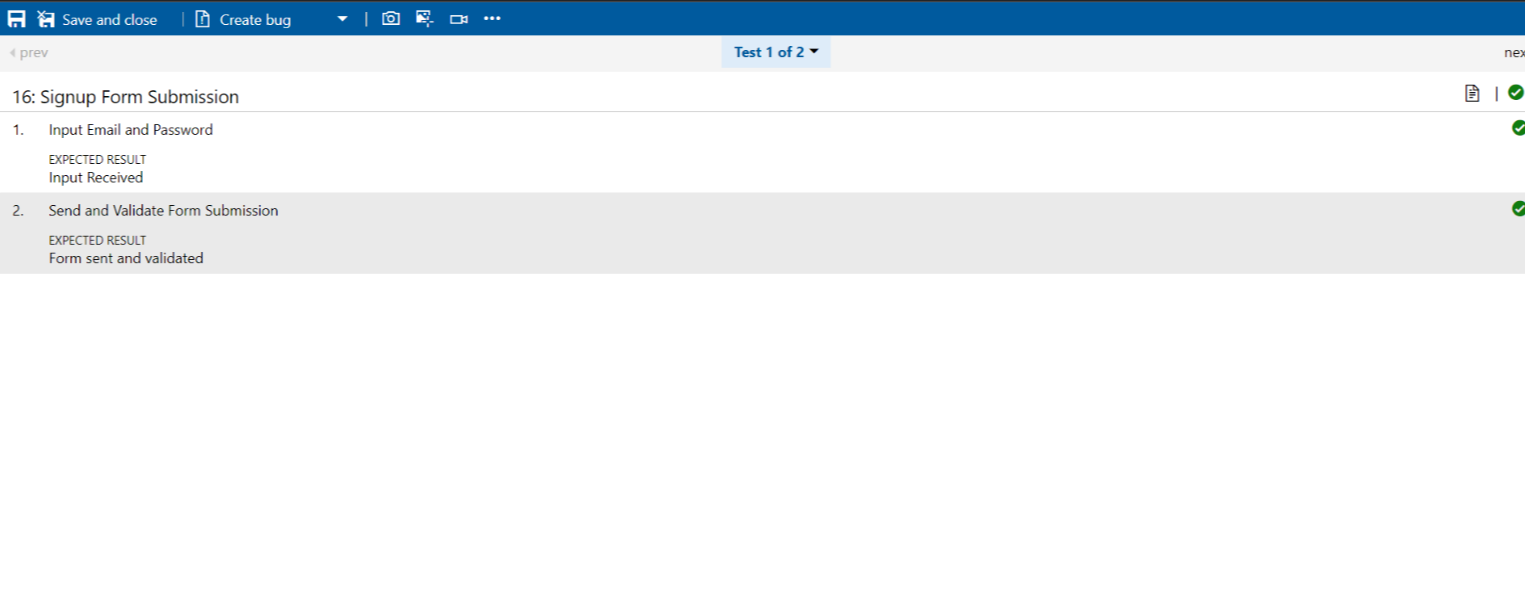 Save and close | Create bug |
prev
Test 1 of 2
nex
16: Signup Form Submission
1. Input Email and Password
EXPECTED RESULT
Input Received
2. Send and Validate Form Submission
EXPECTED RESULT
Form sent and validated